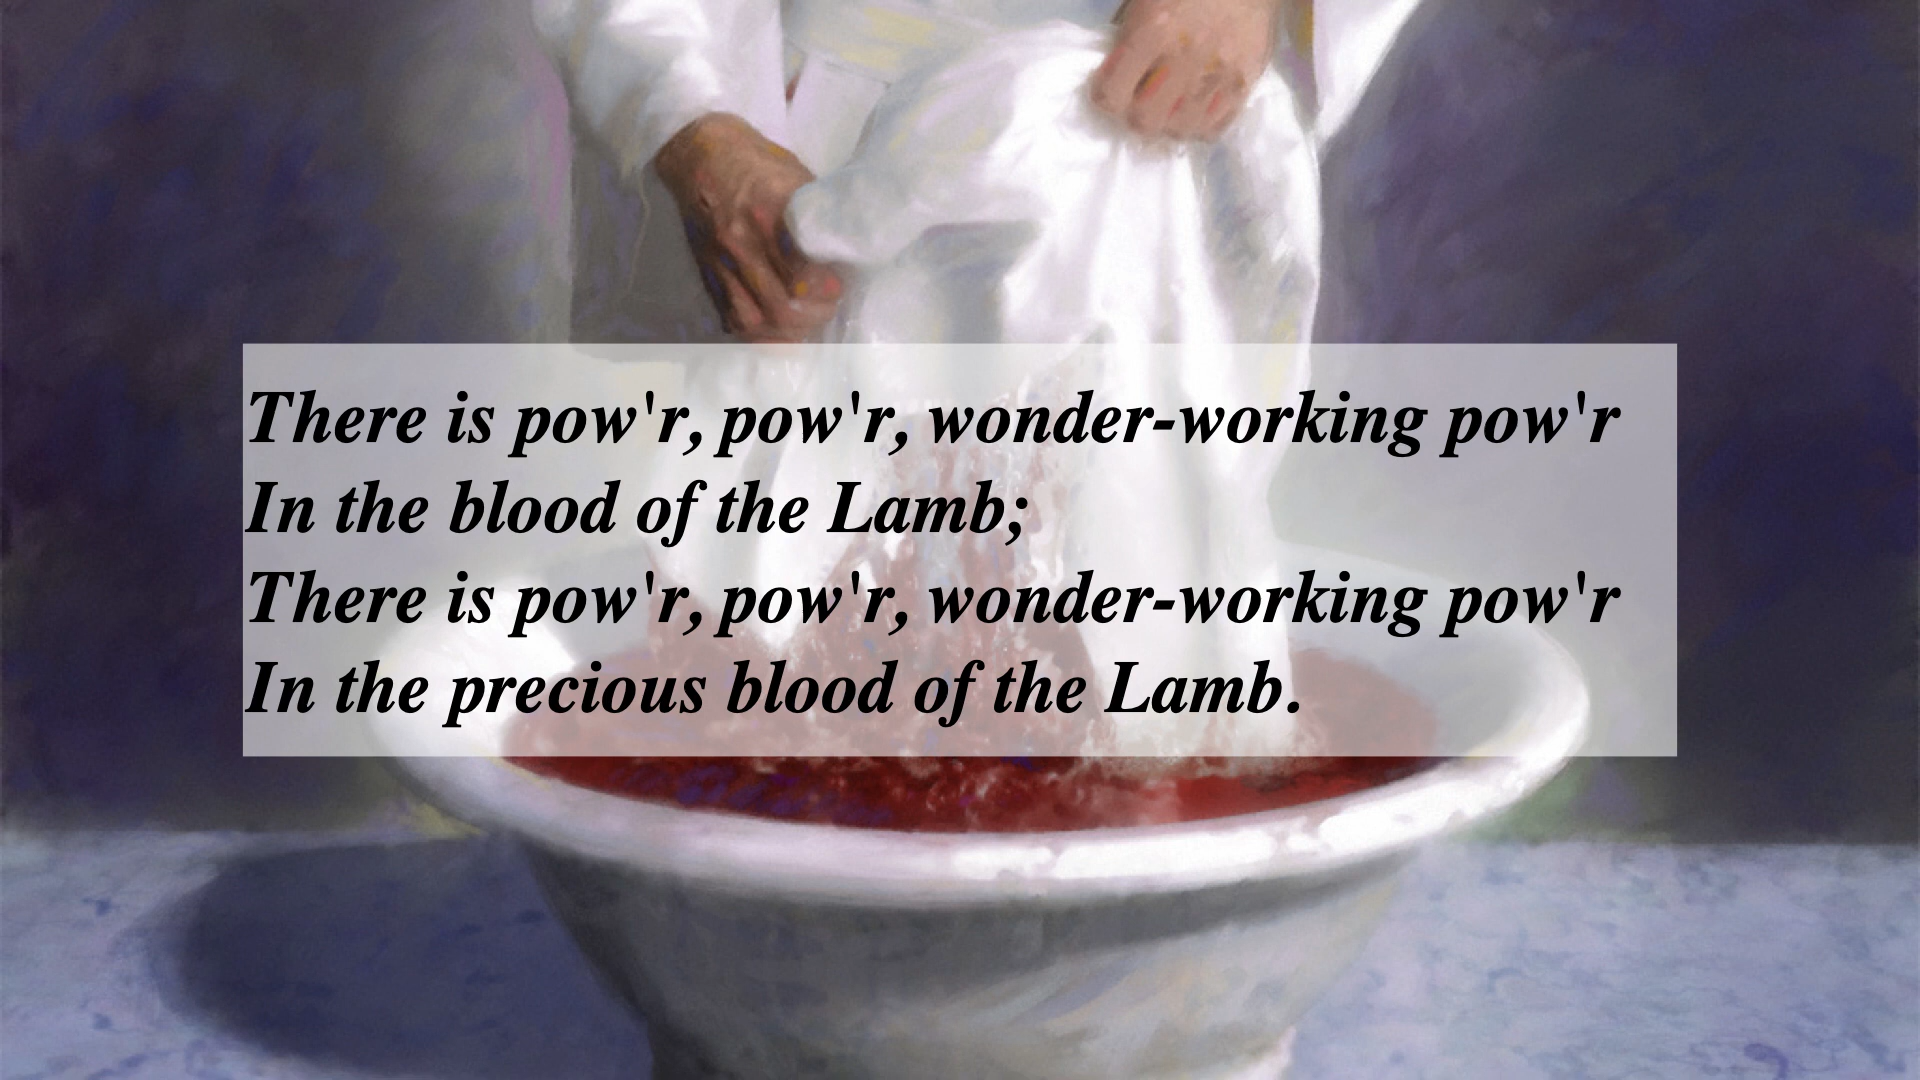 There is pow'r, pow'r, wonder-working pow'r
In the blood of the Lamb;
There is pow'r, pow'r, wonder-working pow'r
In the precious blood of the Lamb.